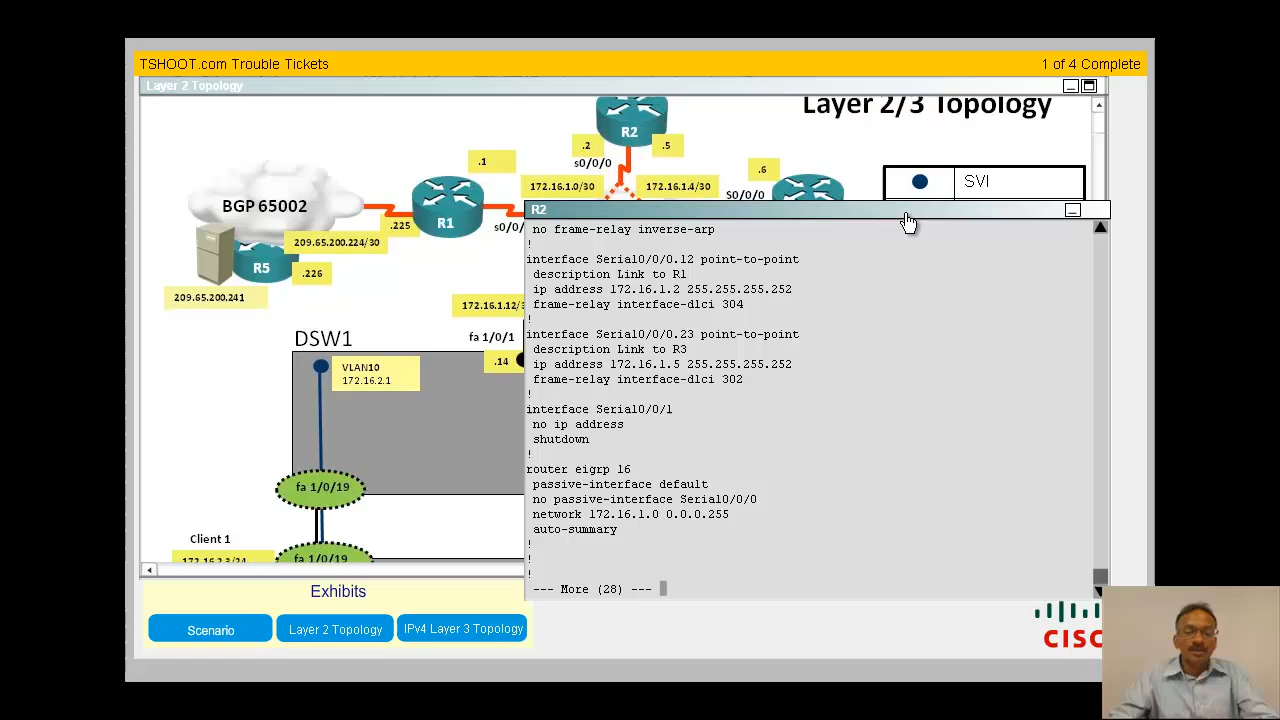 TSHOOT.com Trouble Tickets
1 of 4 Complete
Layer 2 Topology
Layer 2/3 Topology
R2
.2
.5
s0/0/0
.1
.6
172.16.1.0/30
172.16.1.4/30
S0/0/0
SVI
BGP 65002
R1
.225
s0/
209.65.200.224/30
R5
.226
209.65.200.241
172.16.1.12/3
DSW1
fa 1/0/1
.14
VLAN10
172.16.2.1
fa 1/0/19
Client 1
fa 1/0/19
172.16.2.3/24
R2
no frame-relay inverse-arp
!
interface Serial0/0/0.12 point-to-point
description Link to R1
ip address 172.16.1.2 255.255.255.252
frame-relay interface-dlci 304
!
interface Serial0/0/0.23 point-to-point
description Link to R3
ip address 172.16.1.5 255.255.255.252
frame-relay interface-dlci 302
!
interface Serial0/0/1
no ip address
shutdown
!
router eigrp 16
passive-interface default
no passive-interface Serial0/0/0
network 172.16.1.0 0.0.0.255
auto-summary
!
!
!
--- More (28) ---
Exhibits
Scenario
Layer 2 Topology
IPv4 Layer 3 Topology
CISC